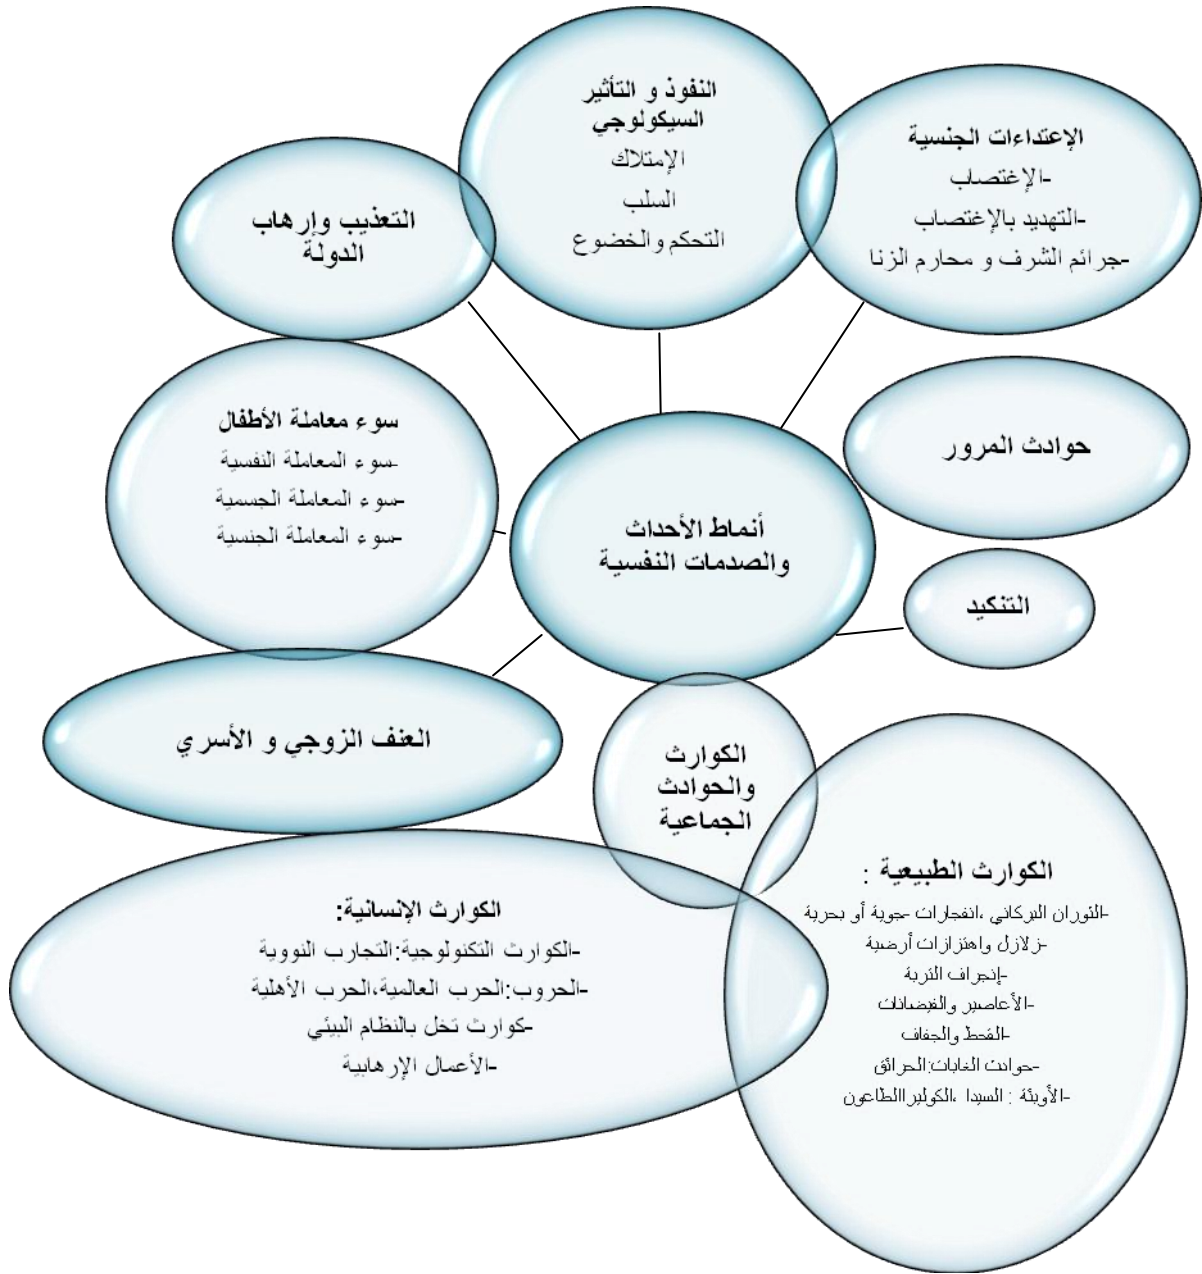 النفوذ و التأثير
السيكولوجي
الإمتلاك
السلب
التحكم والخضوع
الإعتداءات الجنسية
-الإغتصاب
-التهديد بالإغتصاب
-جرائم الشرف و محارم الزنا
التعذيب وإرهاب
الدولة
سوء معاملة الأطفال
-سوء المعاملة النفسية
-سوء المعاملة الجسمية
-سوء المعاملة الجنسية
حوادث المرور
أنماط الأحداث
والصدمات النفسية
التنكيد
العنف الزوجي و الأسري
الكوارث
والحوادث
الجماعية
الكوارث الطبيعية :
-الثوران البركاني ،انفجارات -جوية أو بحرية
-زلازل واهتزازات أرضية
-إنجراف التربة
-الأعاصير والفيضانات
-القحط والجفاف
-حوادث الغابات:الحرائق
-الأوبئة : السيدا ،الكوليراالطاعون
الكوارث الإنسانية:
-الكوارث التكنولوجية:التجارب النووية
-الحروب:الحرب العالمية،الحرب الأهلية
-كوارث تخل بالنظام البيئي
-الأعمال الإرهابية